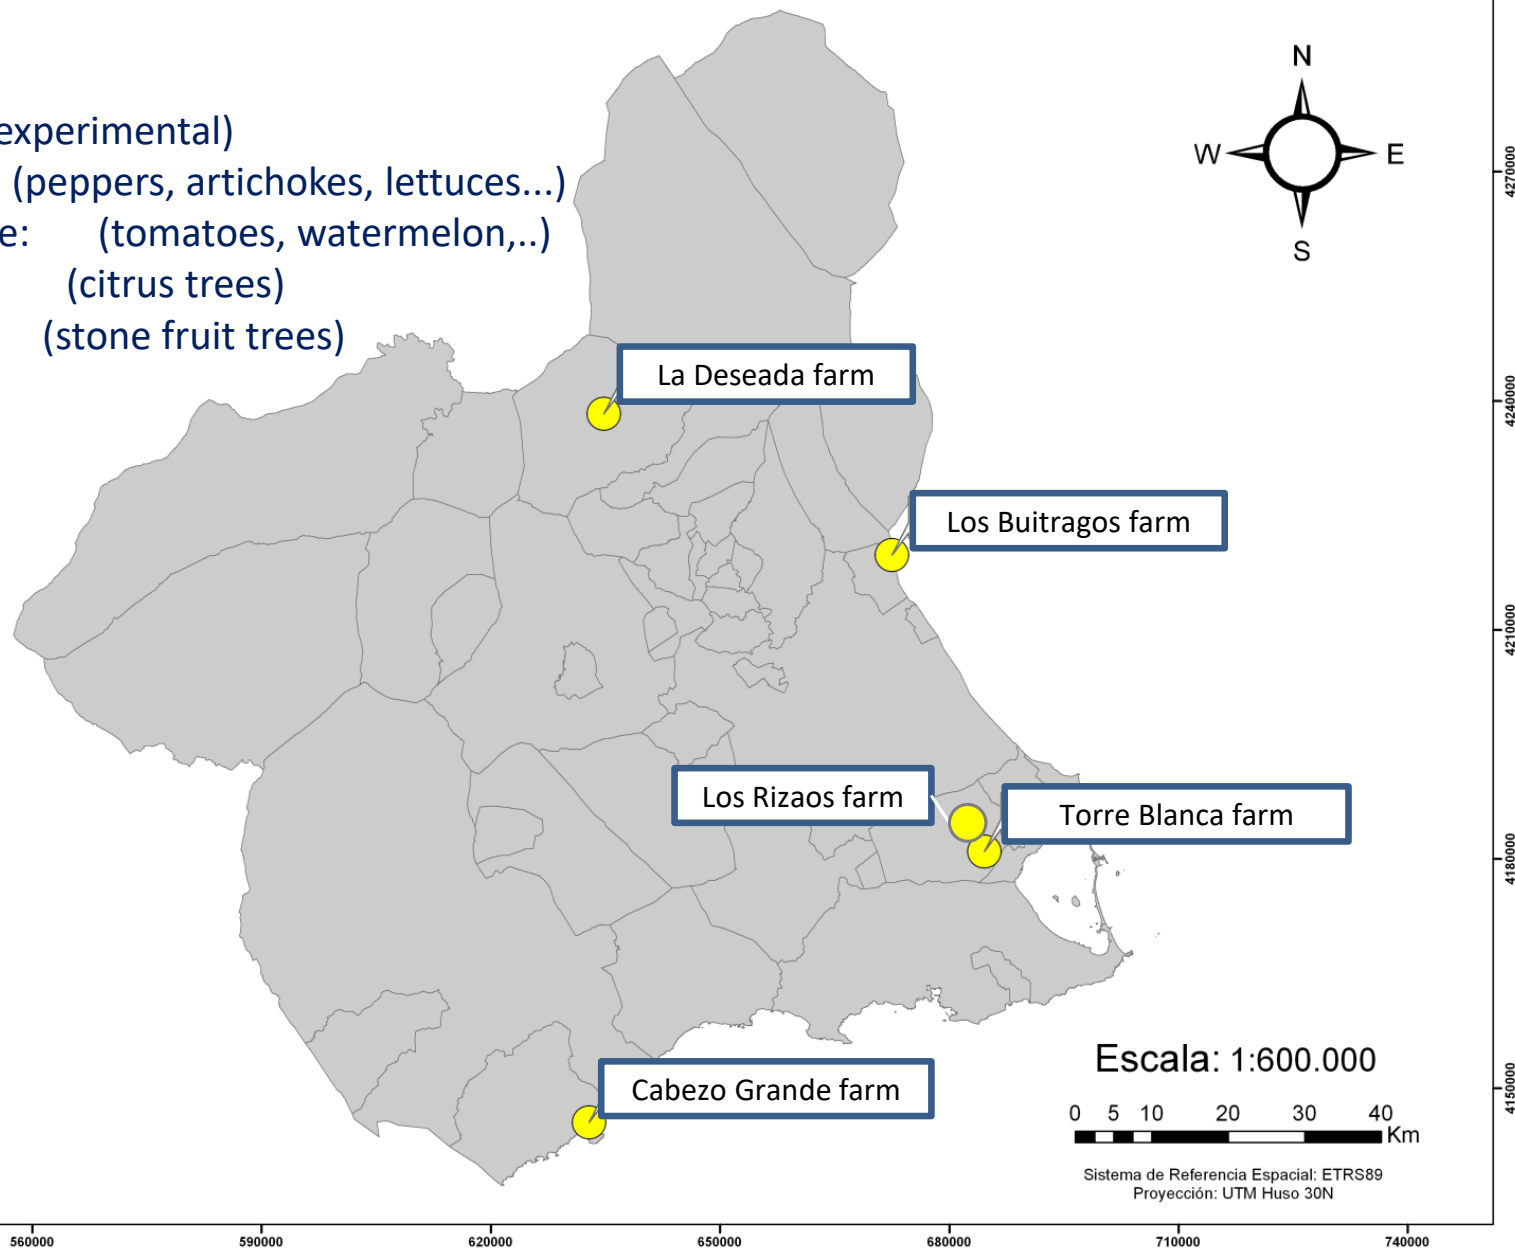 experimental)
(peppers, artichokes, lettuces...)
e: (tomatoes, watermelon,..)
(citrus trees)
(stone fruit trees)
N
W E
S
La Deseada farm
Los Buitragos farm
Los Rizaos farm
Torre Blanca farm
Cabezo Grande farm
Escala: 1:600.000
0 5 10 20 30 40
Km
Sistema de Referencia Espacial: ETRS89
Proyección: UTM Huso 30N
4270000
4240000
4210000
4180000
4150000
560000 590000 620000 650000 680000 710000 740000